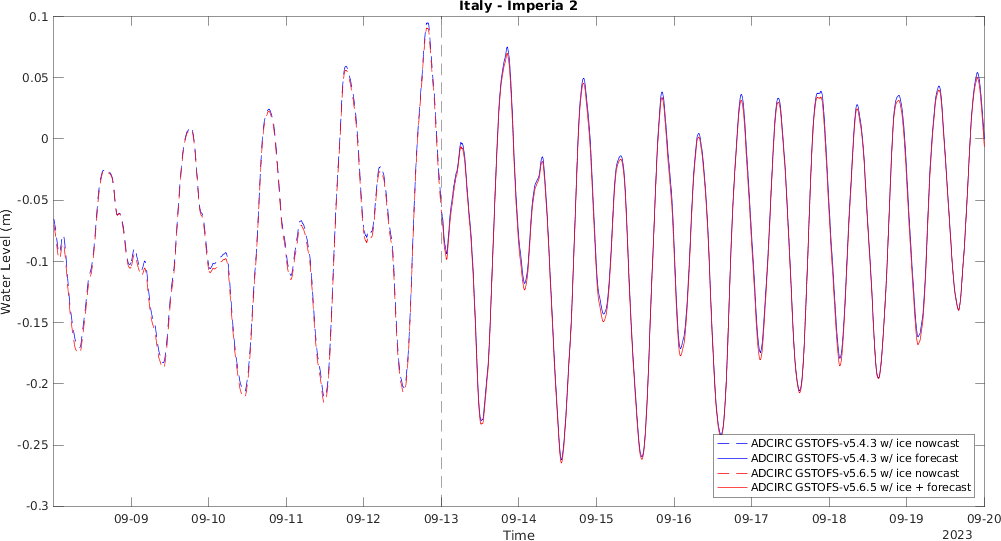 Italy - Imperia 2
Water Level (m)
0.1
0.05
0
-0.05
-0.1
-0.15
-0.2
-0.25
-0.3
ADCIRC GSTOFS-v5.4.3 w/ ice nowcast
ADCIRC GSTOFS-v5.4.3 w/ ice forecast
ADCIRC GSTOFS-v5.6.5 w/ ice nowcast
ADCIRC GSTOFS-v5.6.5 w/ ice + forecast
09-09 09-10 09-11 09-12 09-13 09-14 09-15 09-16 09-17 09-18 09-19 09-20
Time
2023